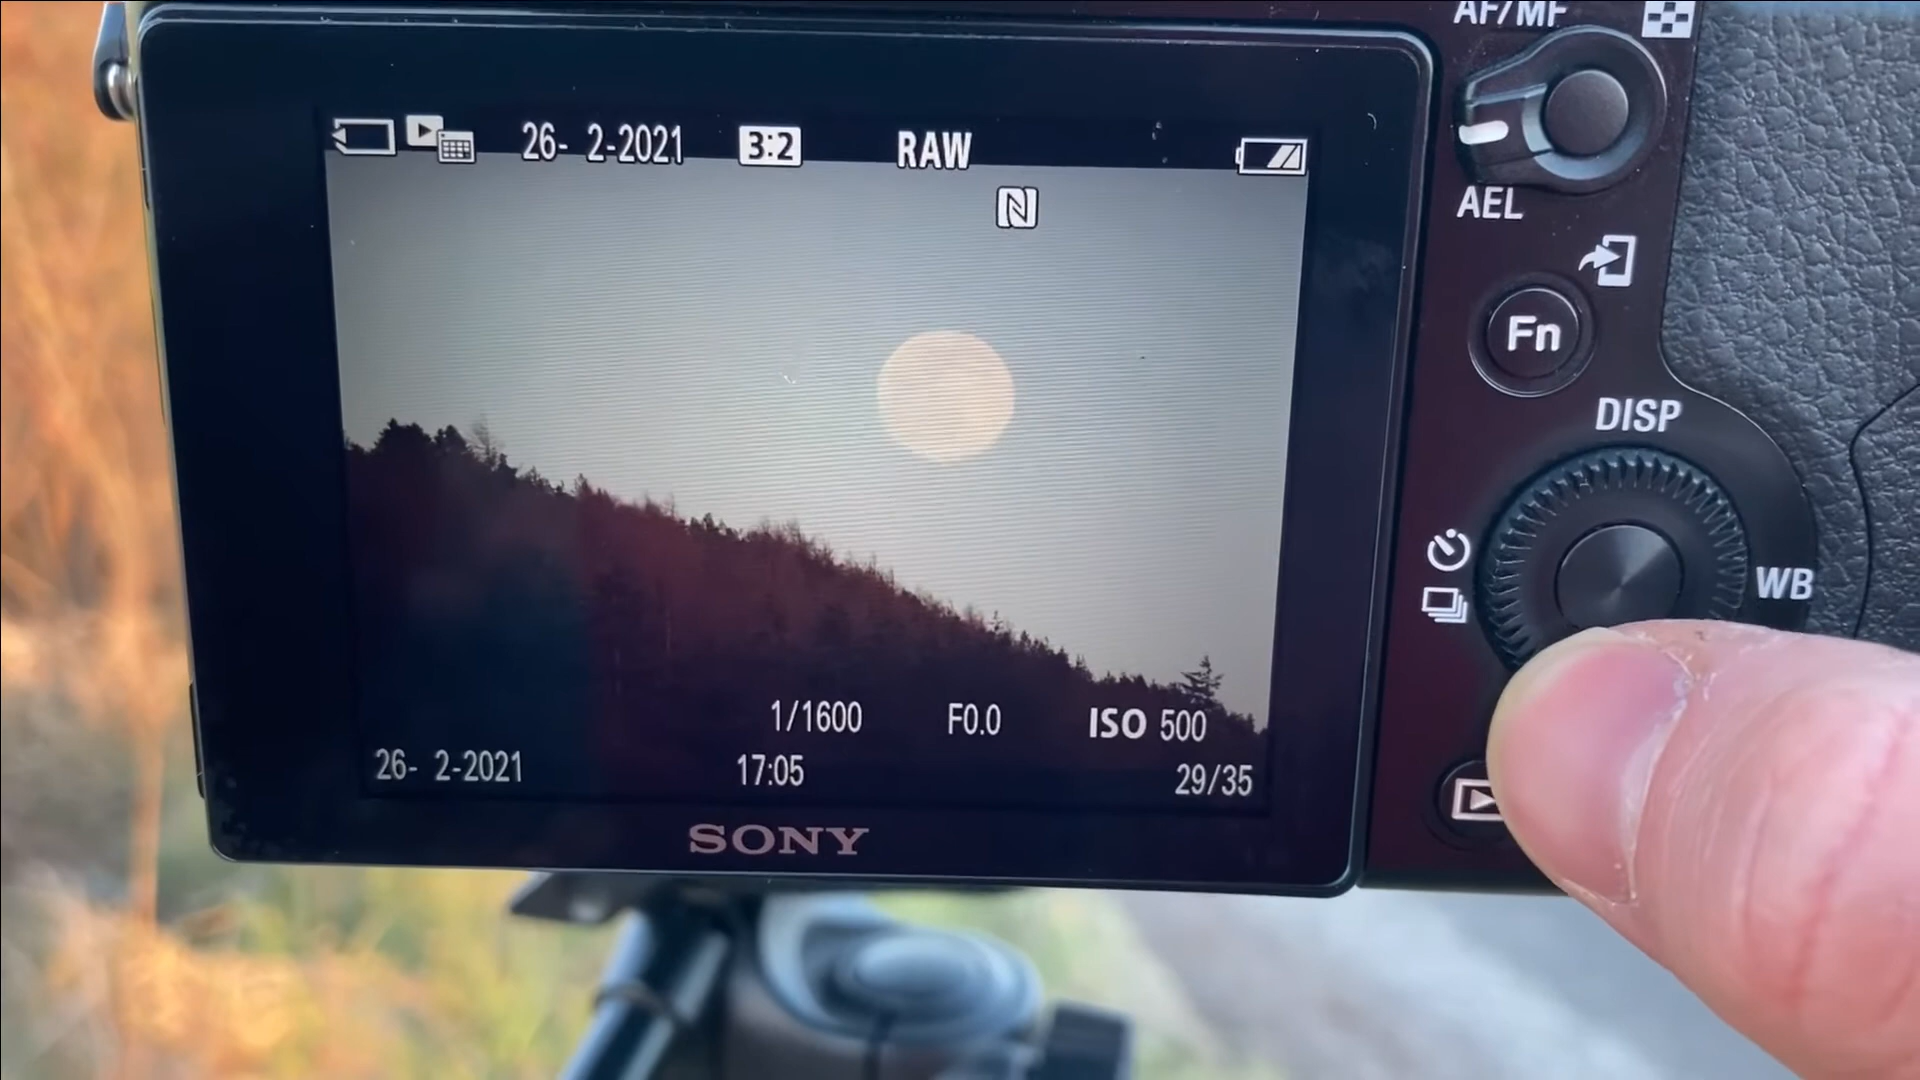 AF/MF
26- 2-2021 3:2 RAW
N
AEL
Fn
DISP
WB
1/1600 F0.0 ISO 500
26- 2-2021 17:05 29/35
SONY